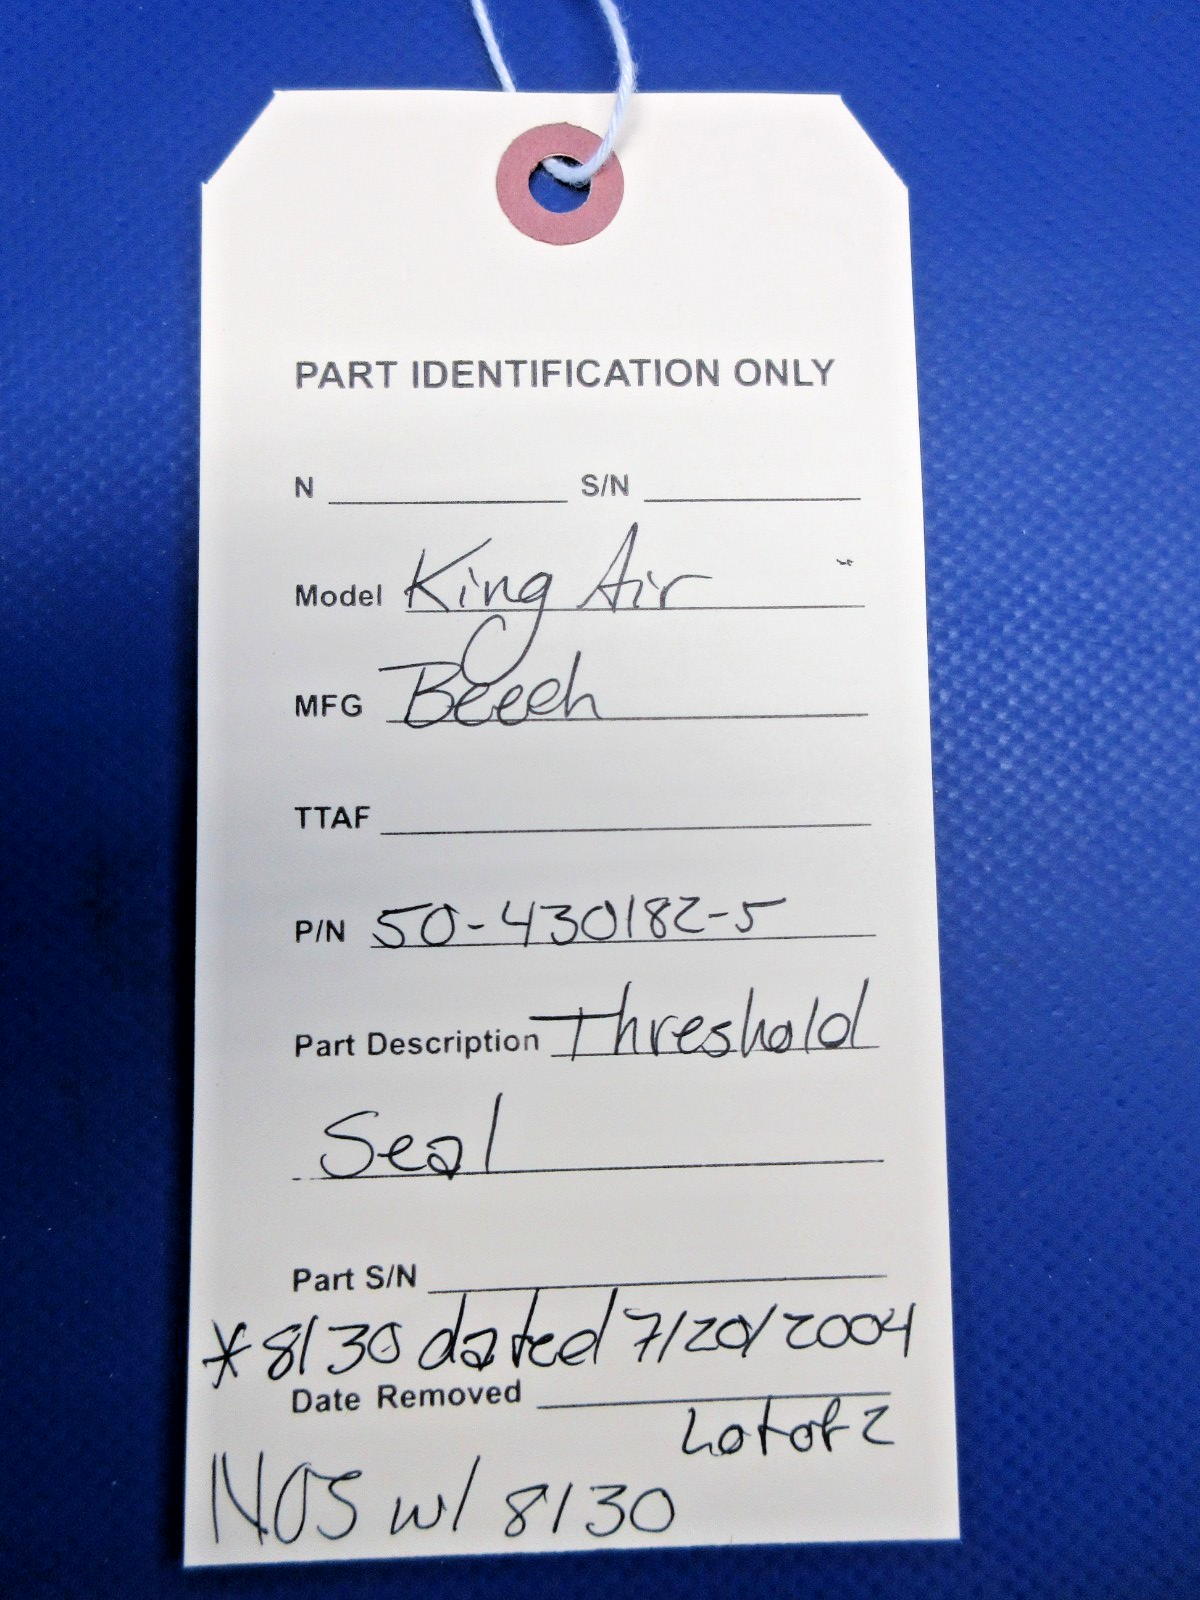 PART IDENTIFICATION ONLY
N S/N
Model King Air
MFG Beech
TTAF
P/N 50-430182-5
Part Description Threshold
Seal
Part S/N
*8130 dated 7/20/2004
Date Removed
Lot of 2
NOS w/ 8130